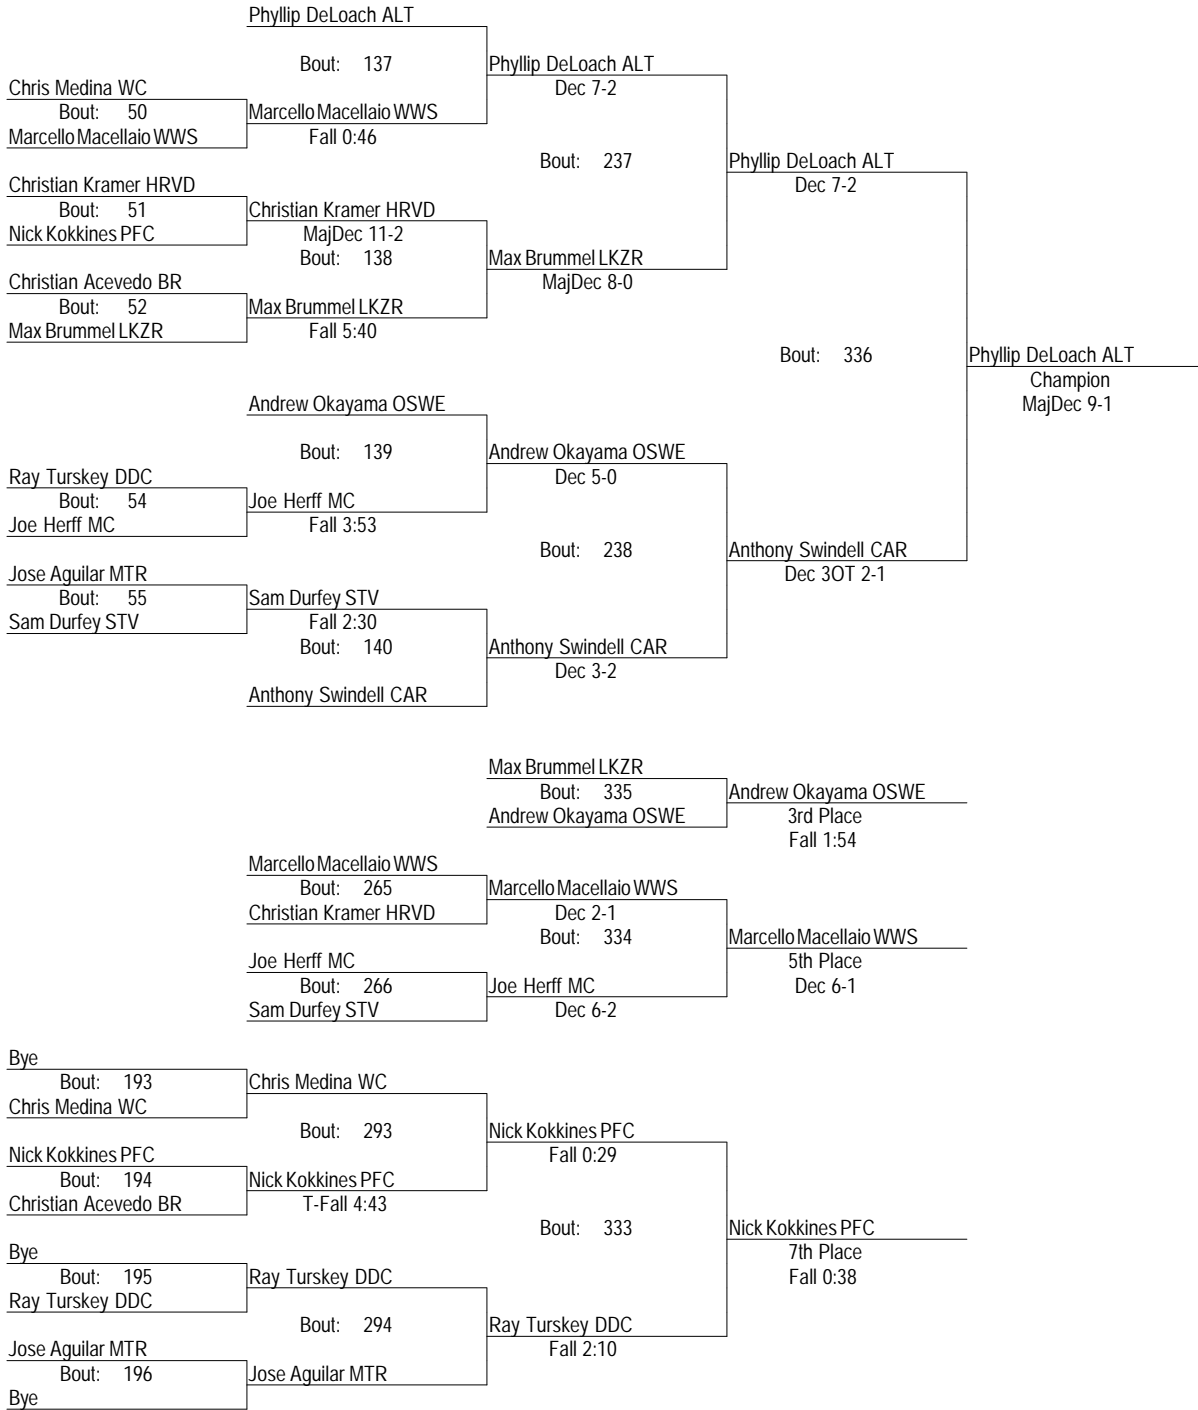 Phyllip DeLoach ALT
Bout: 137
Phyllip DeLoach ALT
Dec 7-2
Chris Medina WC
Bout: 50
Marcello Macellaio WWS
Marcello Macellaio WWS
Fall 0:46
Bout: 237
Phyllip DeLoach ALT
Dec 7-2
Christian Kramer HRVD
Bout: 51
Nick Kokkines PFC
Christian Kramer HRVD
MajDec 11-2
Bout: 138
Max Brummel LKZR
MajDec 8-0
Christian Acevedo BR
Bout: 52
Max Brummel LKZR
Max Brummel LKZR
Fall 5:40
Bout: 336
Phyllip DeLoach ALT
Champion
MajDec 9-1
Andrew Okayama OSWE
Bout: 139
Andrew Okayama OSWE
Dec 5-0
Ray Turskey DDC
Bout: 54
Joe Herff MC
Joe Herff MC
Fall 3:53
Bout: 238
Anthony Swindell CAR
Dec 3OT 2-1
Jose Aguilar MTR
Bout: 55
Sam Durfey STV
Sam Durfey STV
Fall 2:30
Bout: 140
Anthony Swindell CAR
Dec 3-2
Anthony Swindell CAR
Max Brummel LKZR
Bout: 335
Andrew Okayama OSWE
Andrew Okayama OSWE
3rd Place
Fall 1:54
Marcello Macellaio WWS
Bout: 265
Christian Kramer HRVD
Marcello Macellaio WWS
Dec 2-1
Bout: 334
Marcello Macellaio WWS
5th Place
Dec 6-1
Joe Herff MC
Bout: 266
Sam Durfey STV
Joe Herff MC
Dec 6-2
Bye
Bout: 193
Chris Medina WC
Chris Medina WC
Bout: 293
Nick Kokkines PFC
Fall 0:29
Nick Kokkines PFC
Bout: 194
Christian Acevedo BR
Nick Kokkines PFC
T-Fall 4:43
Bout: 333
Nick Kokkines PFC
7th Place
Fall 0:38
Bye
Bout: 195
Ray Turskey DDC
Ray Turskey DDC
Bout: 294
Ray Turskey DDC
Fall 2:10
Jose Aguilar MTR
Bout: 196
Bye
Jose Aguilar MTR